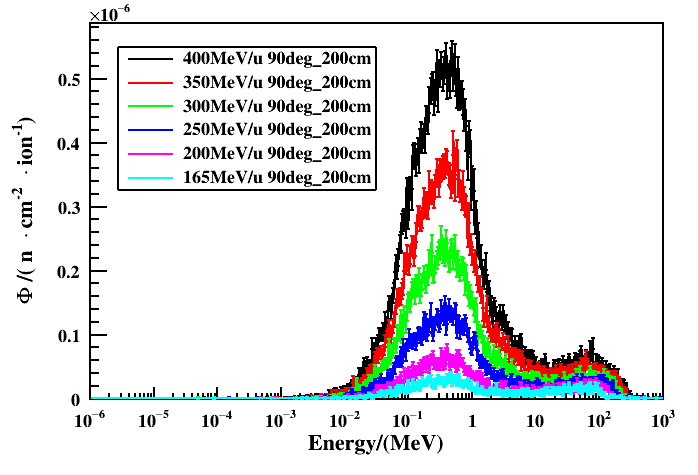 ×10⁻⁶
400MeV/u 90deg_200cm
350MeV/u 90deg_200cm
300MeV/u 90deg_200cm
250MeV/u 90deg_200cm
200MeV/u 90deg_200cm
165MeV/u 90deg_200cm
0.5
0.4
0.3
0.2
0.1
0
Φ /( n · cm⁻² · ion⁻¹)
10⁻⁶ 10⁻⁵ 10⁻⁴ 10⁻³ 10⁻² 10⁻¹ 1 10 10² 10³
Energy/(MeV)